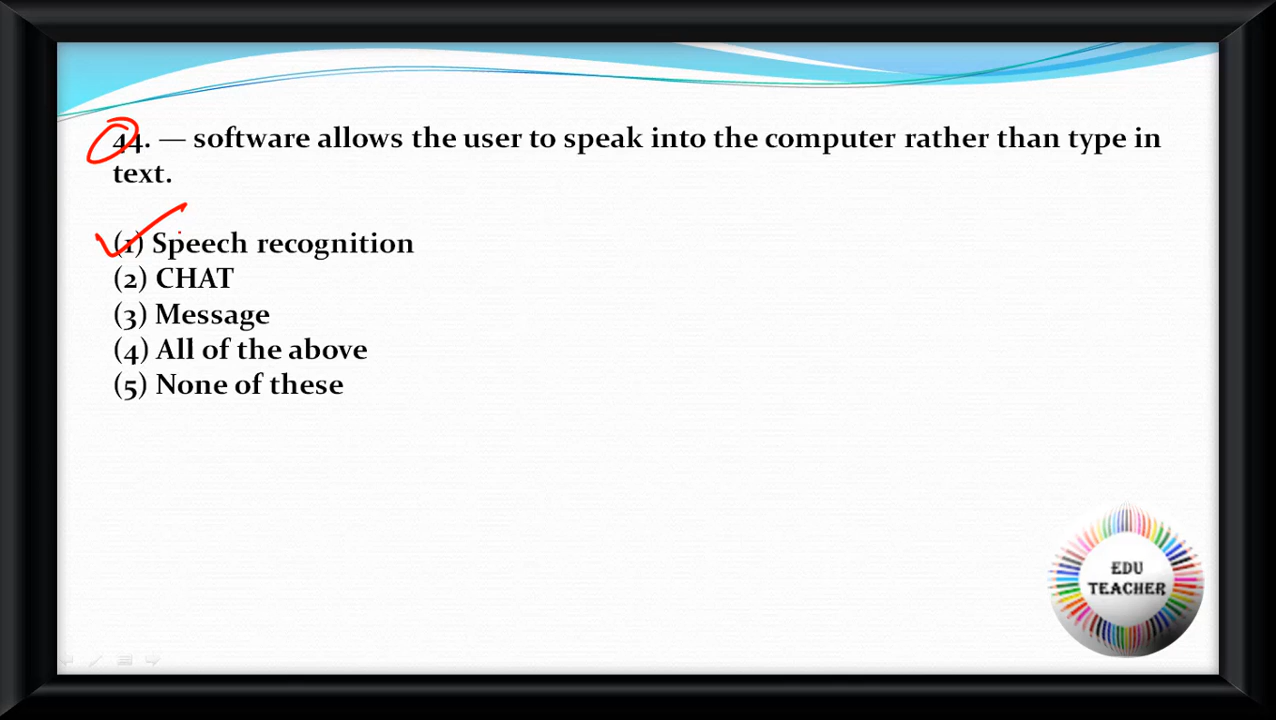 44. — software allows the user to speak into the computer rather than type in
text.
(1) Speech recognition
(2) CHAT
(3) Message
(4) All of the above
(5) None of these
EDU
TEACHER